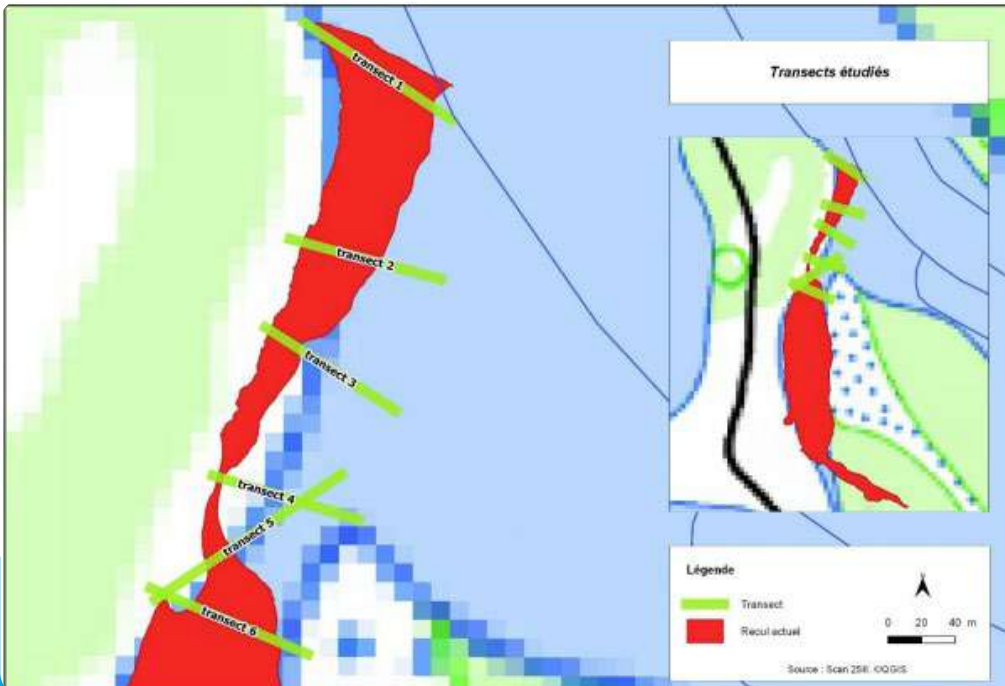 Transects étudiés
transect 1
transect 2
transect 3
transect 4
transect 5
transect 6
Légende
Transect
Recul actuel
N
0 20 40 m
Source : Scan 25®. ©QGIS